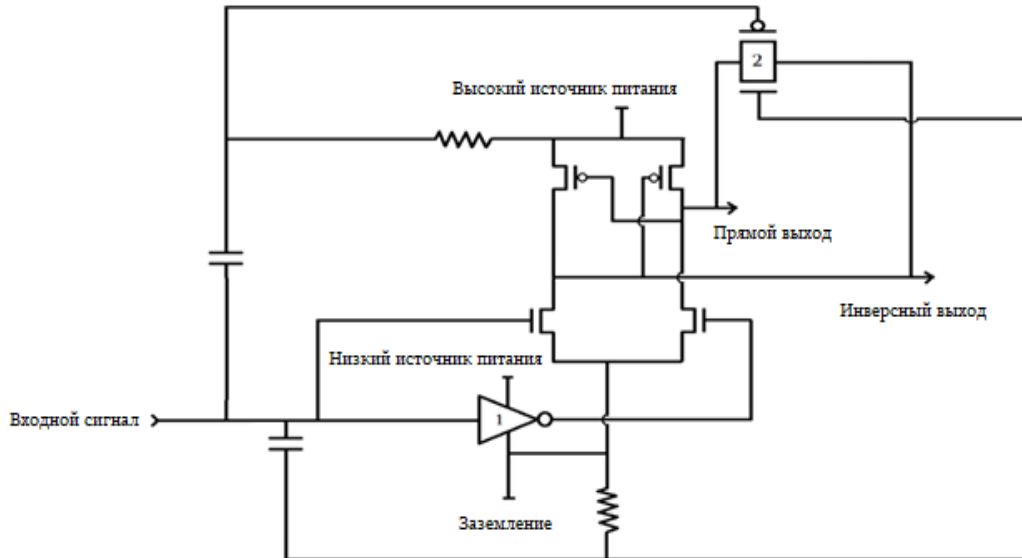 2
Высокий источник питания
Прямой выход
Инверсный выход
Низкий источник питания
Входной сигнал
1
Заземление